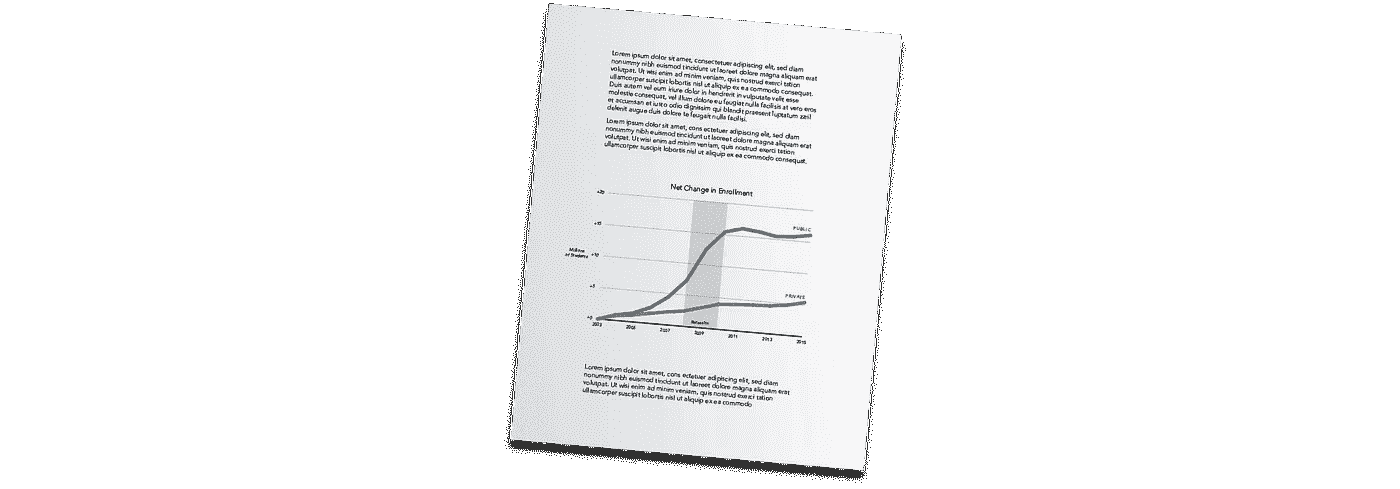 Lorem ipsum dolor sit amet, consectetuer adipiscing elit, sed diam
nonummy nibh euismod tincidunt ut laoreet dolore magna aliquam erat
volutpat. Ut wisi enim ad minim veniam, quis nostrud exerci tation
ullamcorper suscipit lobortis nisl ut aliquip ex ea commodo consequat.
Duis autem vel eum iriure dolor in hendrerit in vulputate velit esse
molestie consequat, vel illum dolore eu feugiat nulla facilisis at vero eros
et accumsan et iusto odio dignissim qui blandit praesent luptatum zzril
delenit augue duis dolore te feugait nulla facilisi.
Lorem ipsum dolor sit amet, cons ectetuer adipiscing elit, sed diam
nonummy nibh euismod tincidunt ut laoreet dolore magna aliquam erat
volutpat. Ut wisi enim ad minim veniam, quis nostrud exerci tation
ullamcorper suscipit lobortis nisl ut aliquip ex ea commodo consequat.
Net Change in Enrollment
+20
+15
PUBLIC
Millions
of Students
+10
+5
PRIVATE
+0
Recession
2003
2005
2007
2009
2011
2013
2015
Lorem ipsum dolor sit amet, cons ectetuer adipiscing elit, sed diam
nonummy nibh euismod tincidunt ut laoreet dolore magna aliquam erat
volutpat. Ut wisi enim ad minim veniam, quis nostrud exerci tation
ullamcorper suscipit lobortis nisl ut aliquip ex ea commodo